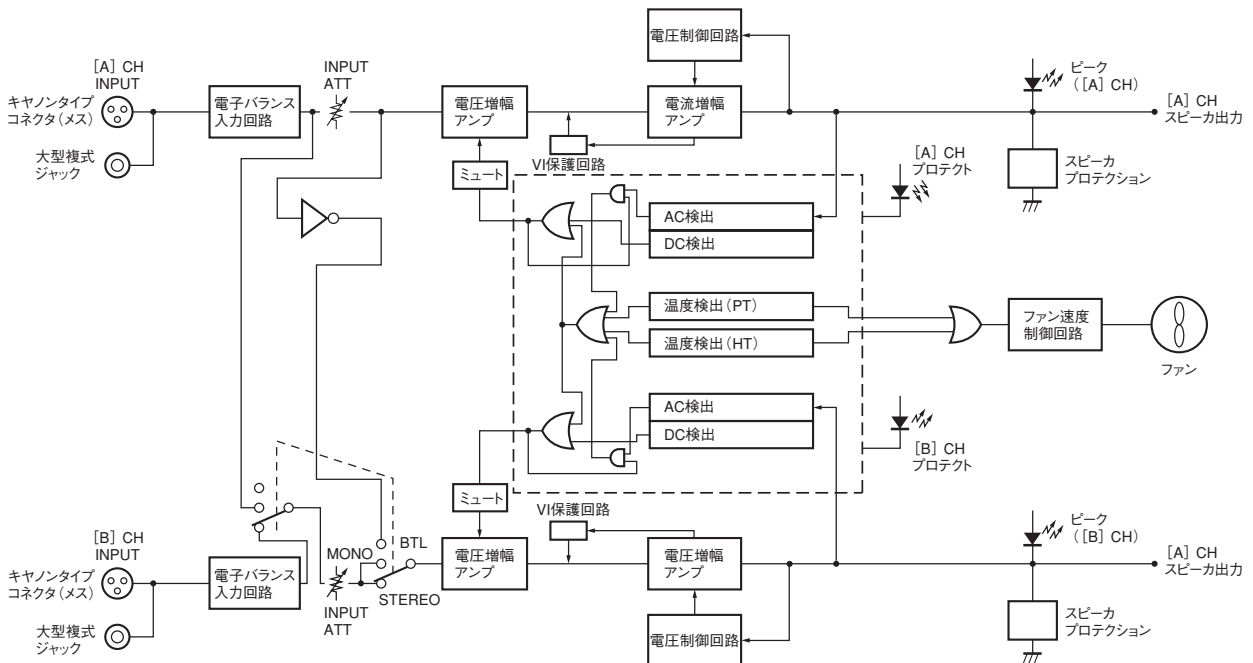 電圧制御回路
[A] CH
INPUT
INPUT
ATT
ピーク
([A] CH)
キヤノンタイプ
コネクタ(メス)
電子バランス
入力回路
電圧増幅
アンプ
電流増幅
アンプ
[A] CH
スピーカ出力
大型複式
ジャック
VI保護回路
[A] CH
プロテクト
スピーカ
プロテクション
ミュート
AC検出
DC検出
温度検出(PT)
温度検出(HT)
ファン速度
制御回路
ファン
AC検出
DC検出
[B] CH
プロテクト
ミュート
VI保護回路
[B] CH
INPUT
MONO
BTL
ピーク
([B] CH)
キヤノンタイプ
コネクタ(メス)
電子バランス
入力回路
電圧増幅
アンプ
電圧増幅
アンプ
[A] CH
スピーカ出力
STEREO
INPUT
ATT
大型複式
ジャック
電圧制御回路
スピーカ
プロテクション